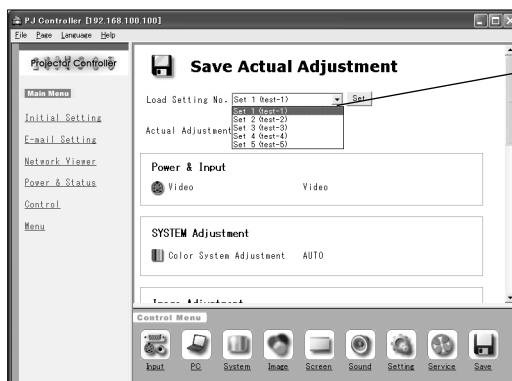 PJ Controller [192.168.100.100]
File Page Language Help
Projector Controller
Main Menu
Initial Setting
E-mail Setting
Network Viewer
Power & Status
Control
Menu
Save Actual Adjustment
Load Setting No. Set 1 (test-1) Set
Set 1 (test-1)
Set 2 (test-2)
Set 3 (test-3)
Set 4 (test-4)
Set 5 (test-5)
Actual Adjustment
Power & Input
Video Video
SYSTEM Adjustment
Color System Adjustment AUTO
Image Adjustment
Control Menu
Input PC System Image Screen Sound Setting Service Save